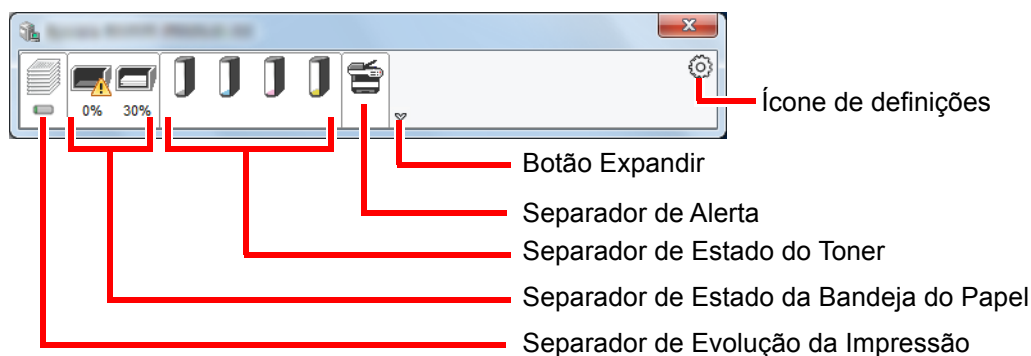 0%
30%
Ícone de definições
Botão Expandir
Separador de Alerta
Separador de Estado do Toner
Separador de Estado da Bandeja do Papel
Separador de Evolução da Impressão